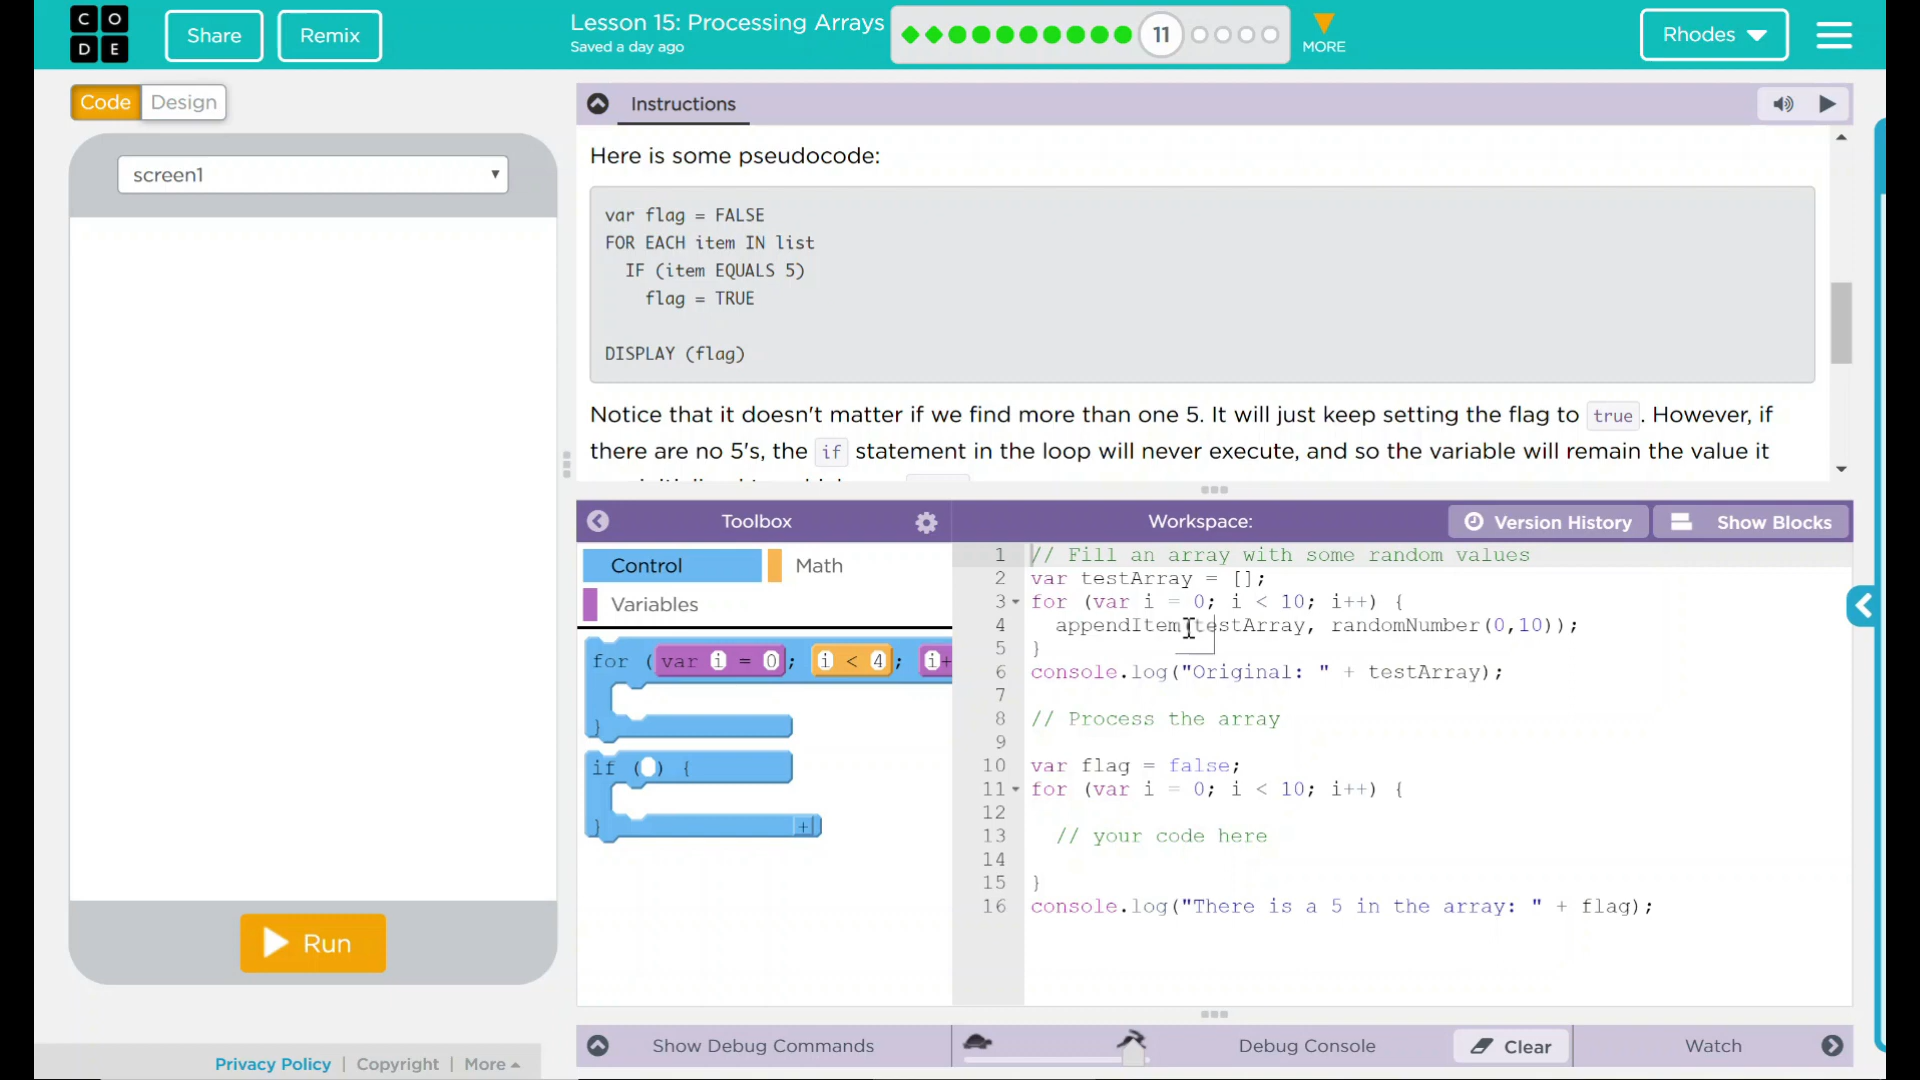 C O
D E
Share
Remix
Lesson 15: Processing Arrays
Saved a day ago
11
MORE
Rhodes
Code
Design
screen1
Run
Instructions
Here is some pseudocode:
var flag = FALSE
FOR EACH item IN list
IF (item EQUALS 5)
flag = TRUE
DISPLAY (flag)
Notice that it doesn't matter if we find more than one 5. It will just keep setting the flag to true. However, if
there are no 5's, the if statement in the loop will never execute, and so the variable will remain the value it
Toolbox
Workspace:
Version History
Show Blocks
Control
Math
Variables
for (var i = 0; i < 4; i+
}
if ( ) {
} +
1 // Fill an array with some random values
2 var testArray = [];
3 for (var i = 0; i < 10; i++) {
4 appendItem(testArray, randomNumber(0,10));
5 }
6 console.log("Original: " + testArray);
7
8 // Process the array
9
10 var flag = false;
11 for (var i = 0; i < 10; i++) {
12
13 // your code here
14
15 }
16 console.log("There is a 5 in the array: " + flag);
Show Debug Commands
Debug Console
Clear
Watch
Privacy Policy | Copyright | More